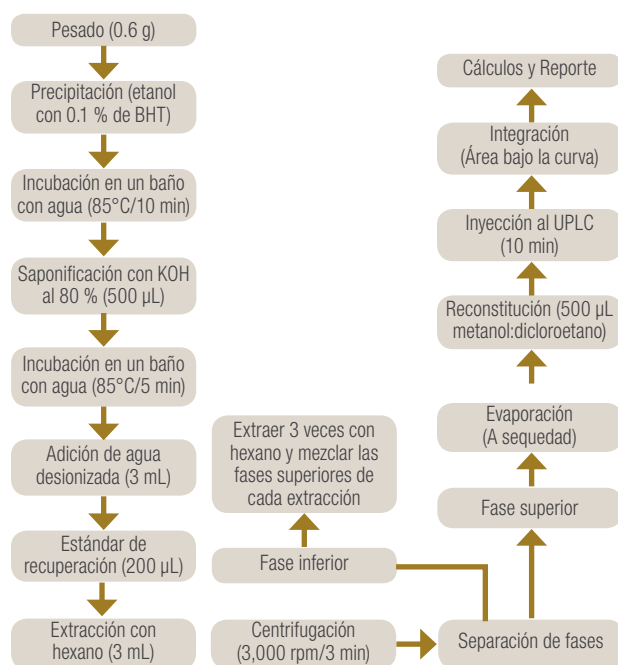 Pesado (0.6 g)
Precipitación (etanol
con 0.1 % de BHT)
Incubación en un baño
con agua (85°C/10 min)
Saponificación con KOH
al 80 % (500 µL)
Incubación en un baño
con agua (85°C/5 min)
Adición de agua
desionizada (3 mL)
Estándar de
recuperación (200 µL)
Extracción con
hexano (3 mL)
Centrifugación
(3,000 rpm/3 min)
Separación de fases
Fase inferior
Extraer 3 veces con
hexano y mezclar las
fases superiores de
cada extracción
Fase superior
Evaporación
(A sequedad)
Reconstitución (500 µL
metanol:dicloroetano)
Inyección al UPLC
(10 min)
Integración
(Área bajo la curva)
Cálculos y Reporte